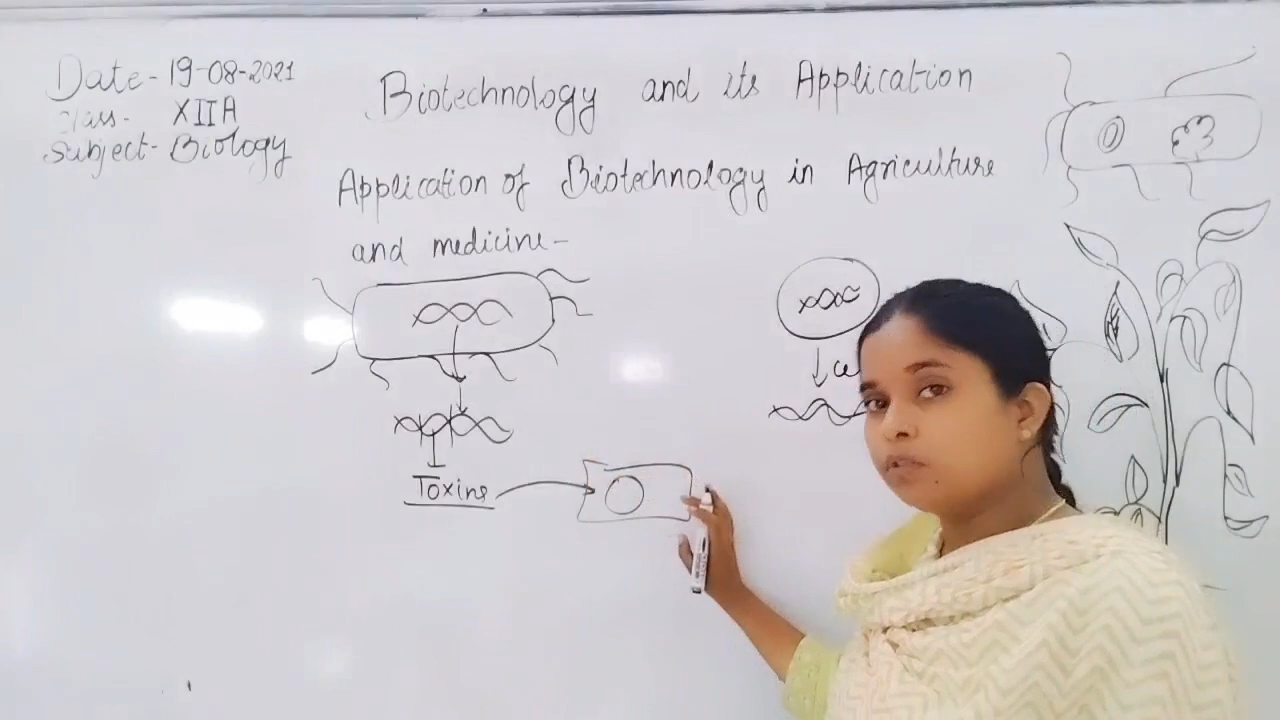 Date- 19-08-2021
Class- XII A
Subject- Biology
Biotechnology and its Application
Application of Biotechnology in Agriculture
and medicine-
Toxins